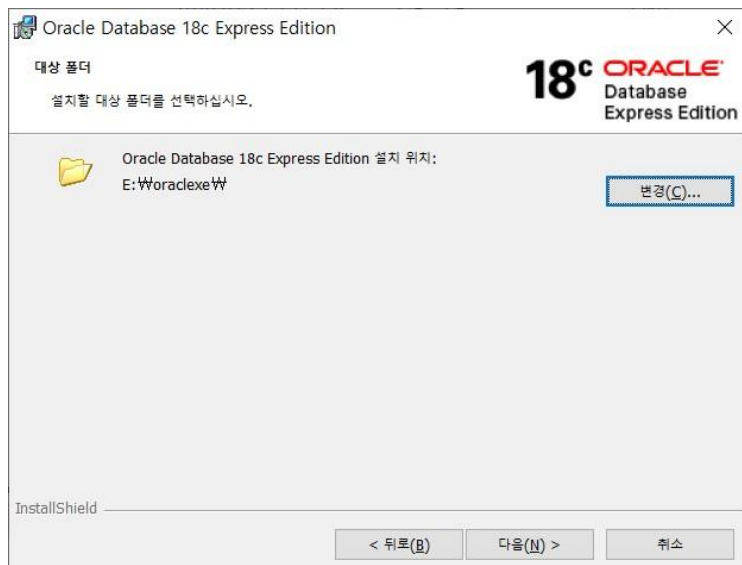 Oracle Database 18c Express Edition
대상 폴더
설치할 대상 폴더를 선택하십시오.
18c ORACLE
Database
Express Edition
Oracle Database 18c Express Edition 설치 위치:
E:₩oraclexe₩
변경(C)...
InstallShield
< 뒤로(B)
다음(N) >
취소